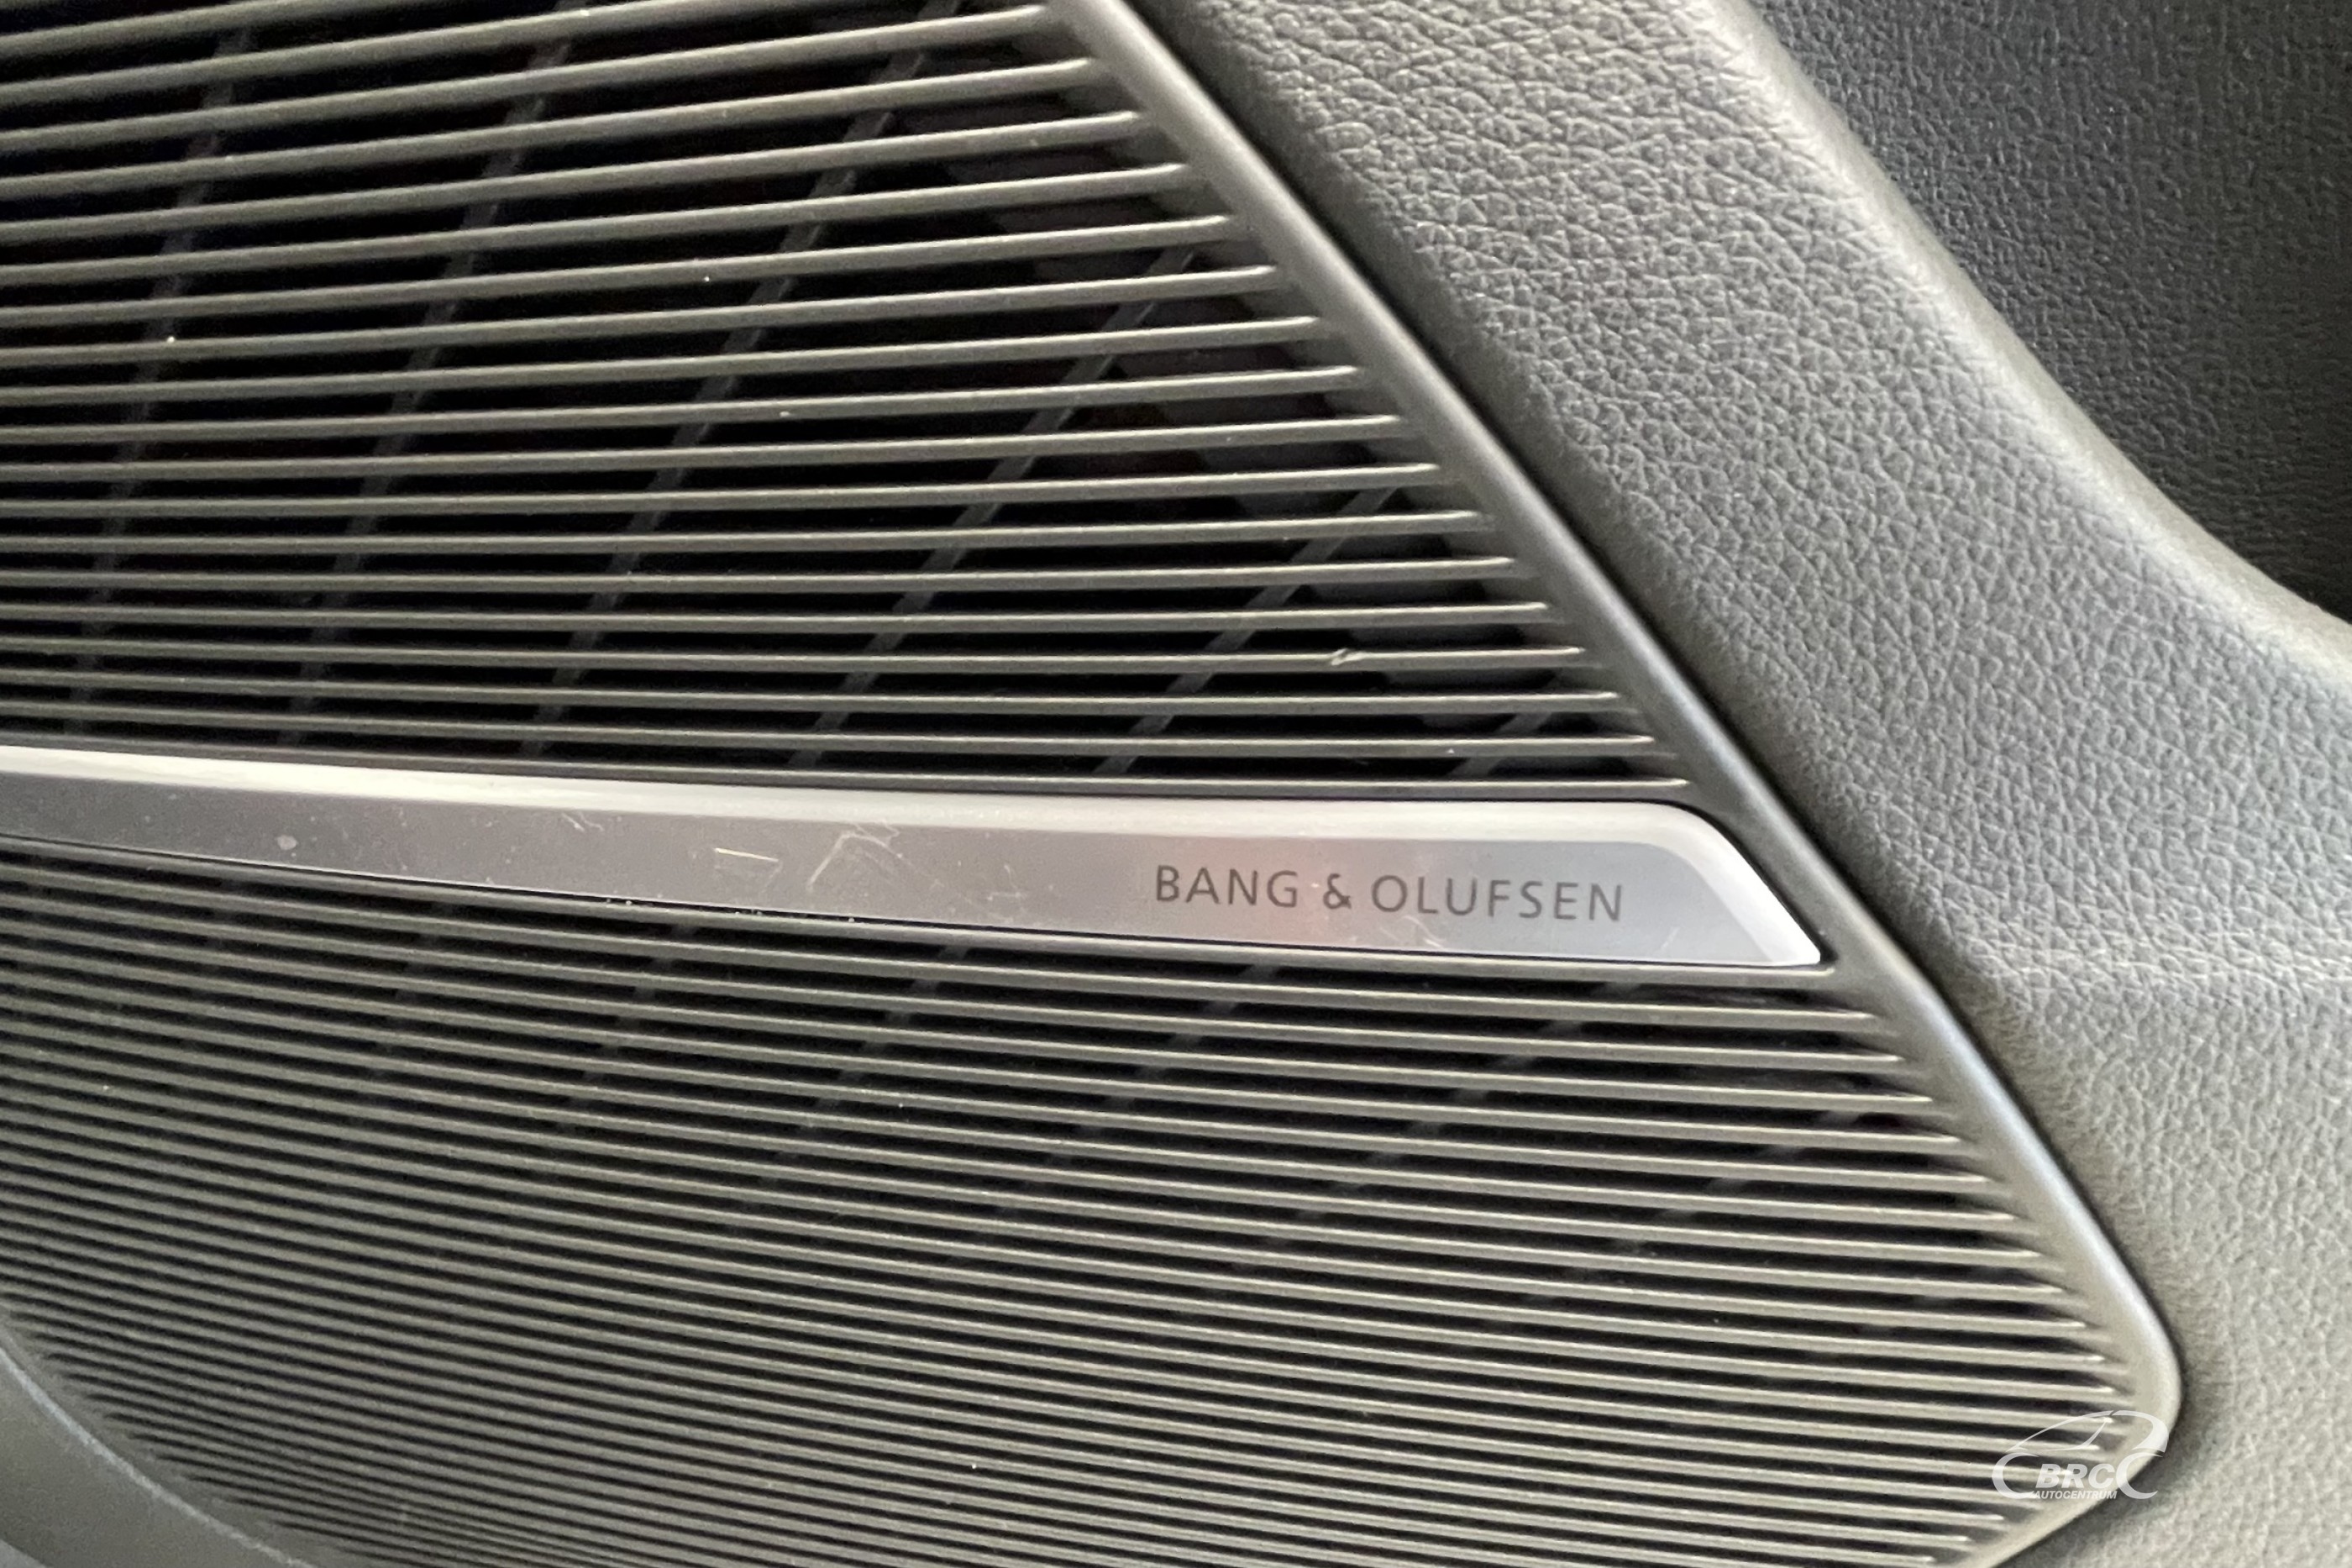 BANG & OLUFSEN
BRC
AUTOCENTRUM